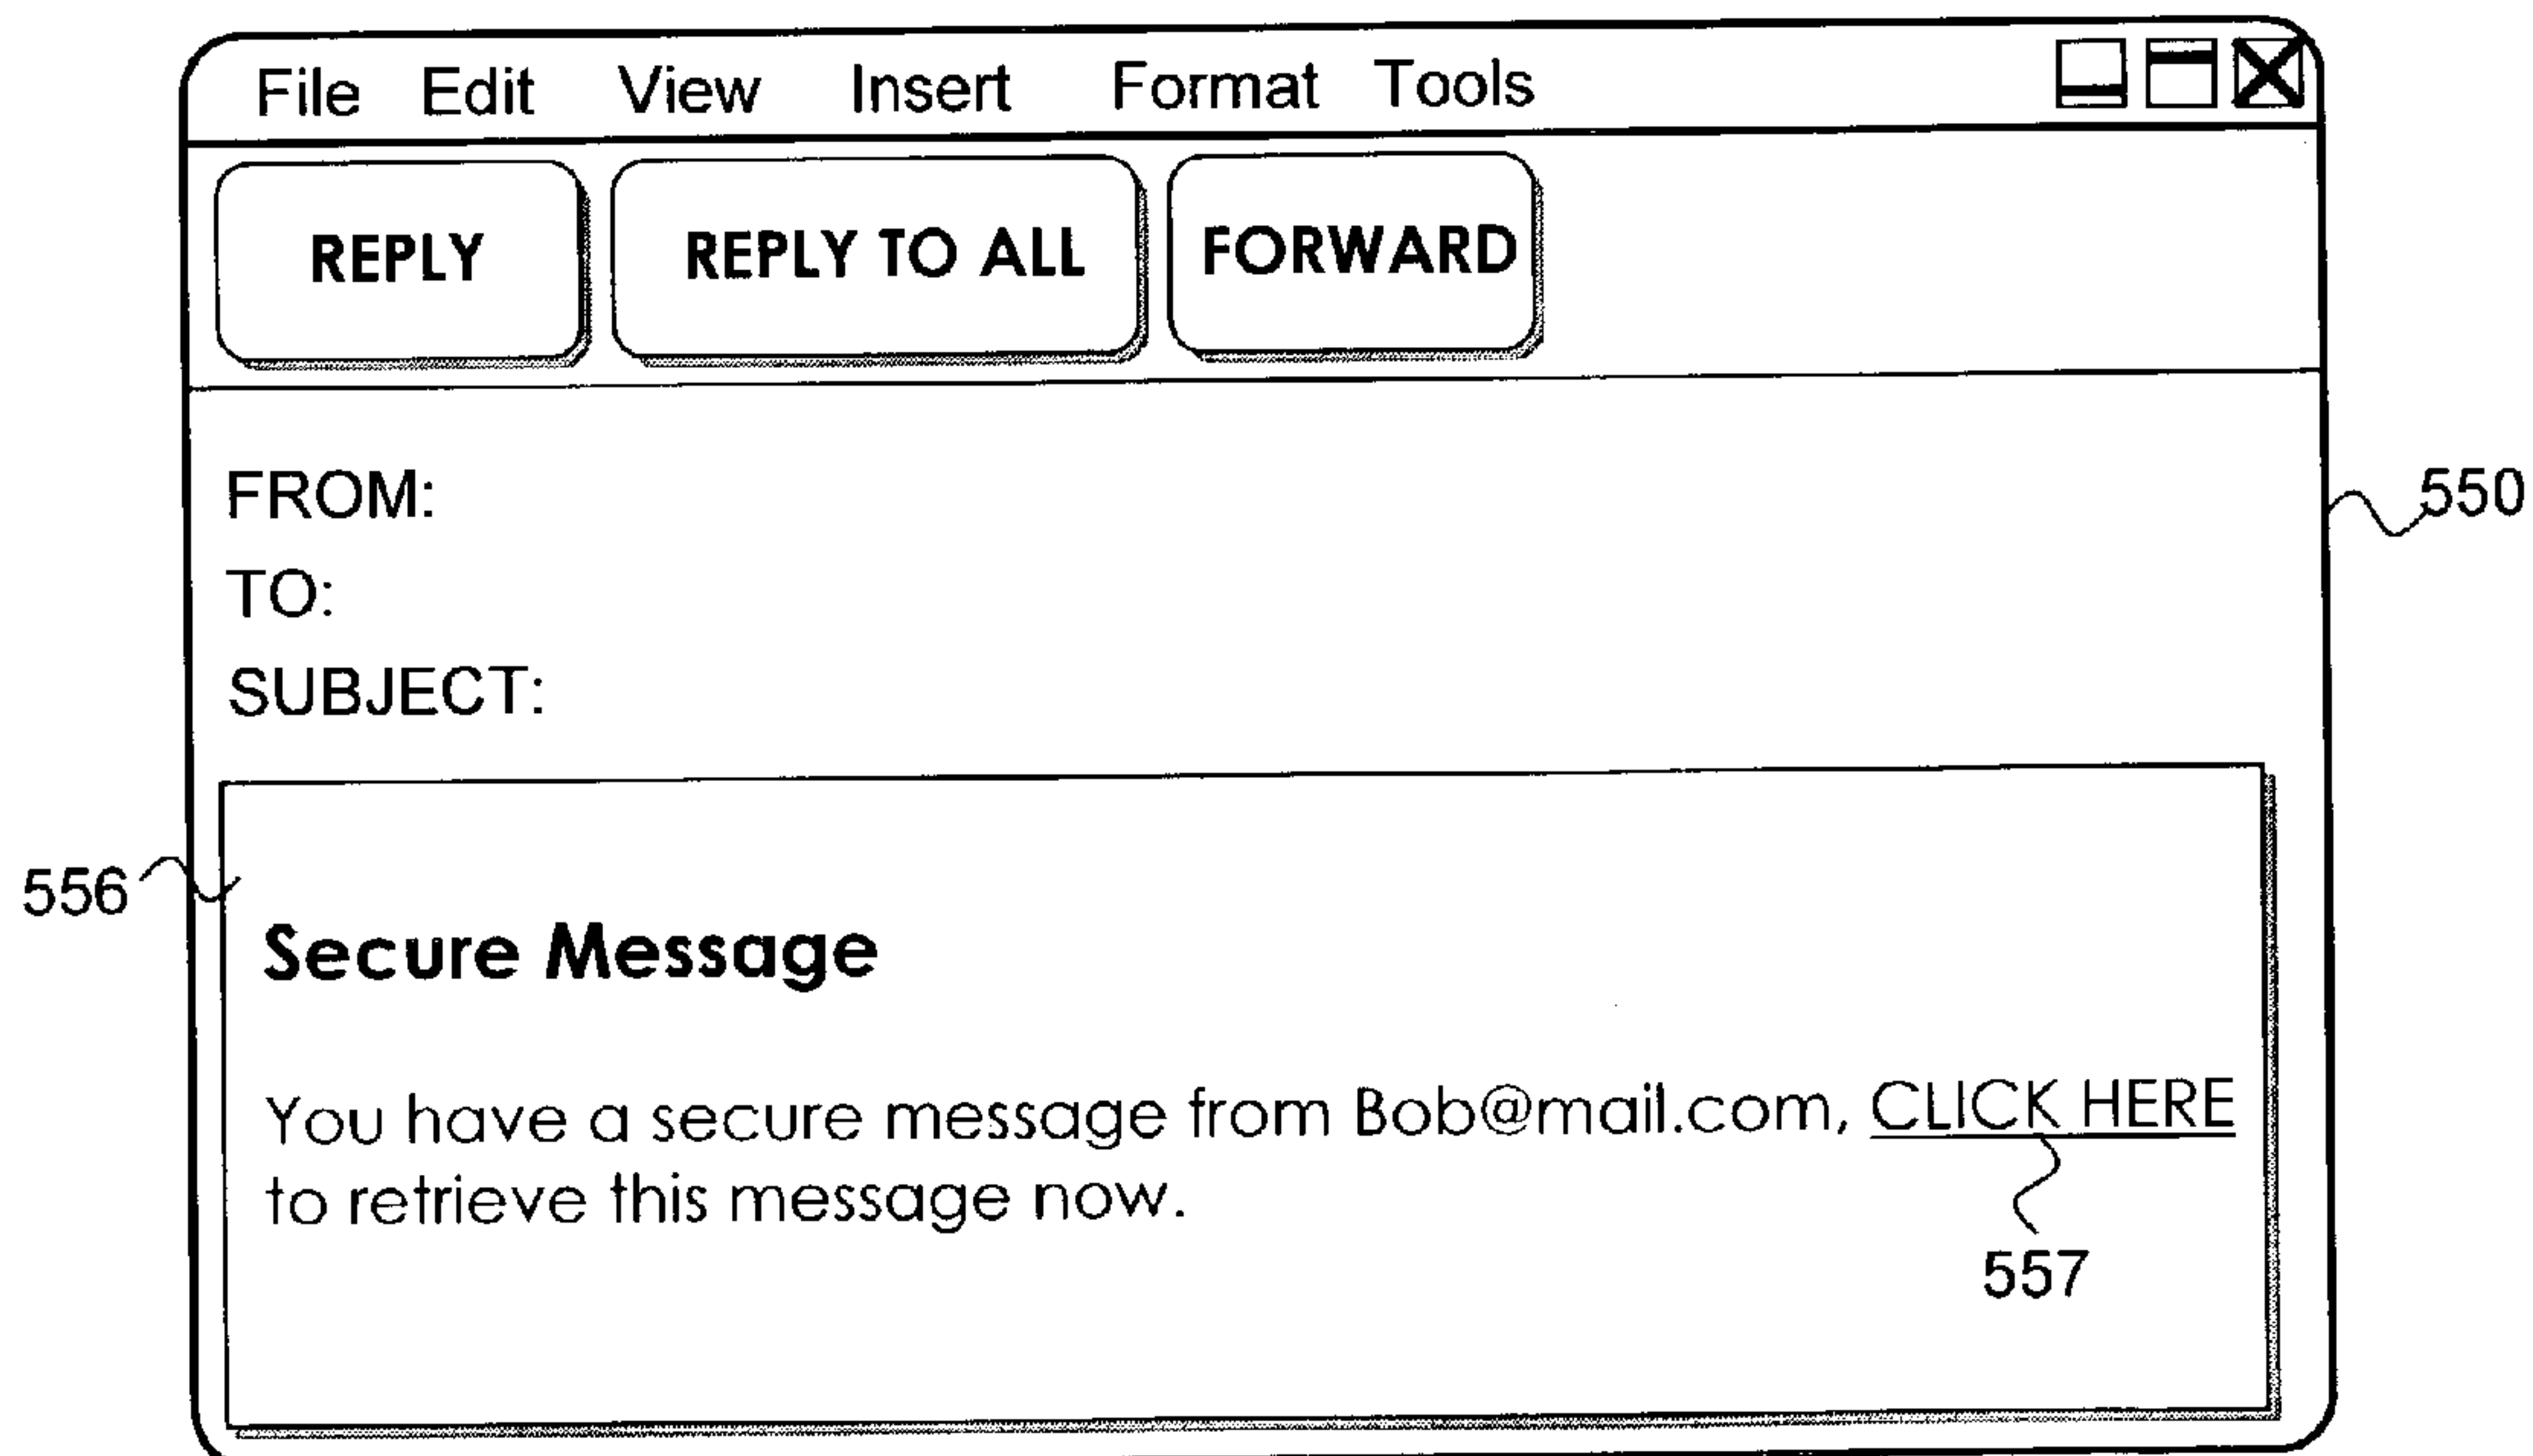 File Edit View Insert Format Tools
REPLY REPLY TO ALL FORWARD
FROM:
550
TO:
SUBJECT:
556
Secure Message
You have a secure message from Bob@mail.com, CLICK HERE
to retrieve this message now.
557